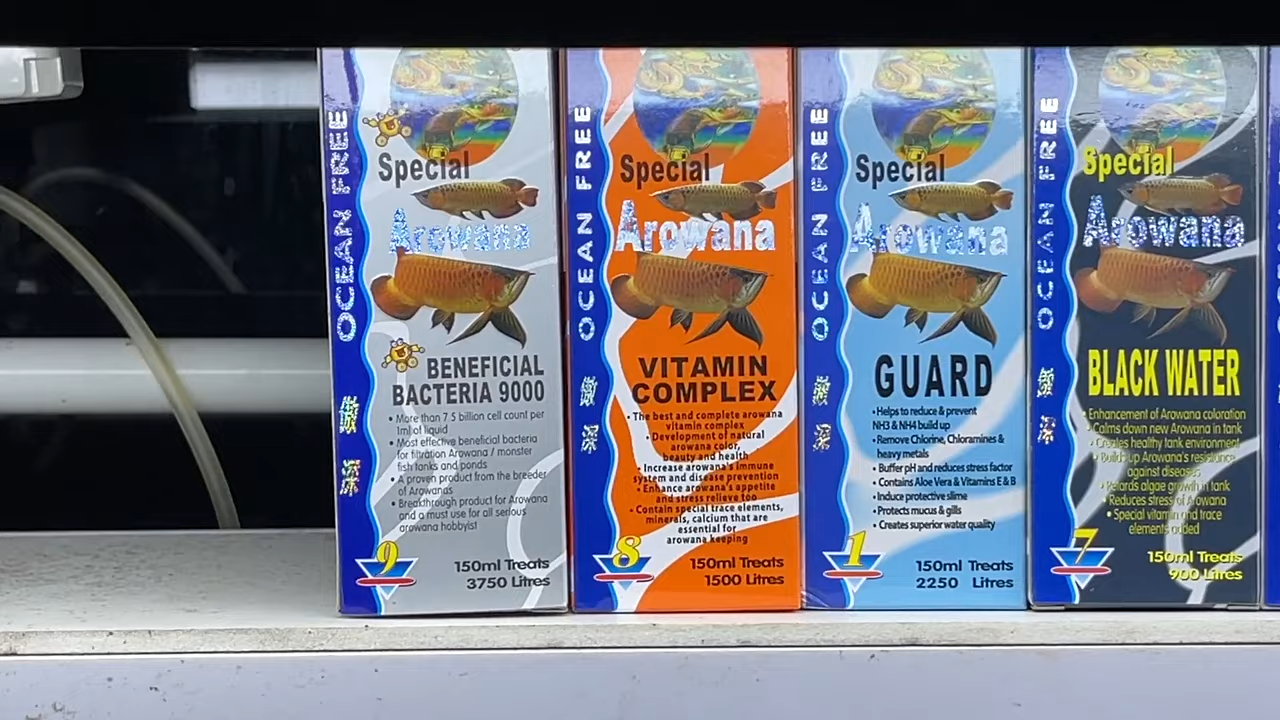 OCEAN FREE
Special
Arowana
BENEFICIAL
BACTERIA 9000
• More than 7.5 billion cell count per
1ml of liquid
• Most effective beneficial bacteria
for filtration Arowana / monster
fish tanks and ponds
• A proven product from the breeder
of Arowanas
• Breakthrough product for Arowana
and a must use for all serious
arowana hobbyist
9
150ml Treats
3750 Litres
OCEAN FREE
Special
Arowana
VITAMIN
COMPLEX
• The best and complete arowana
vitamin complex
• Development of natural
arowana color,
beauty and health
• Increase arowana's immune
system and disease prevention
• Enhance arowana's appetite
and stress relieve too
• Contain special trace elements,
minerals, calcium that are
essential for
arowana keeping
8
150ml Treats
1500 Litres
OCEAN FREE
Special
Arowana
GUARD
• Helps to reduce & prevent
NH3 & NH4 build up
• Remove Chlorine, Chloramines &
heavy metals
• Buffer pH and reduces stress factor
• Contains Aloe Vera & Vitamins E & B
• Induce protective slime
• Protects mucus & gills
• Creates superior water quality
1
150ml Treats
2250 Litres
OCEAN FREE
Special
Arowana
BLACK WATER
• Enhancement of Arowana coloration
• Calms down new Arowana in tank
• Creates healthy tank environment
• Build-up Arowana's resistance
against diseases
• Retards algae growth in tank
• Reduces stress of Arowana
• Special vitamin and trace
elements added
7
150ml Treats
900 Litres